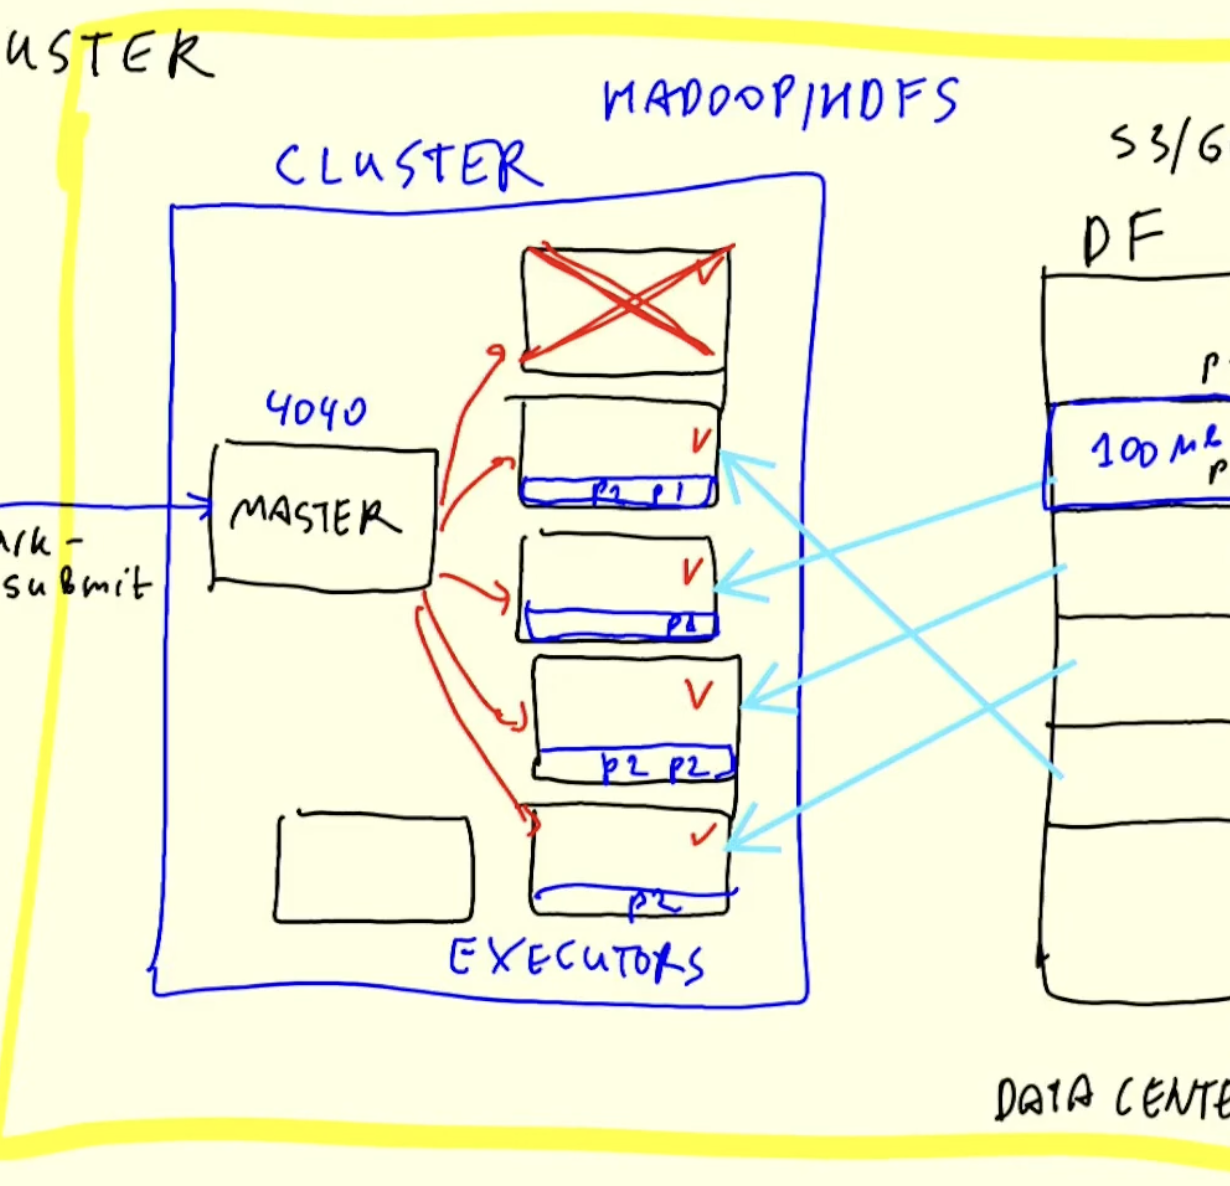 USTER
HADOOP/HDFS
CLUSTER
S3/G
DF
4040
100 MB
P
MASTER
P2 P1
ark-
submit
P1
P2 P2
P2
EXECUTORS
DATA CENTE